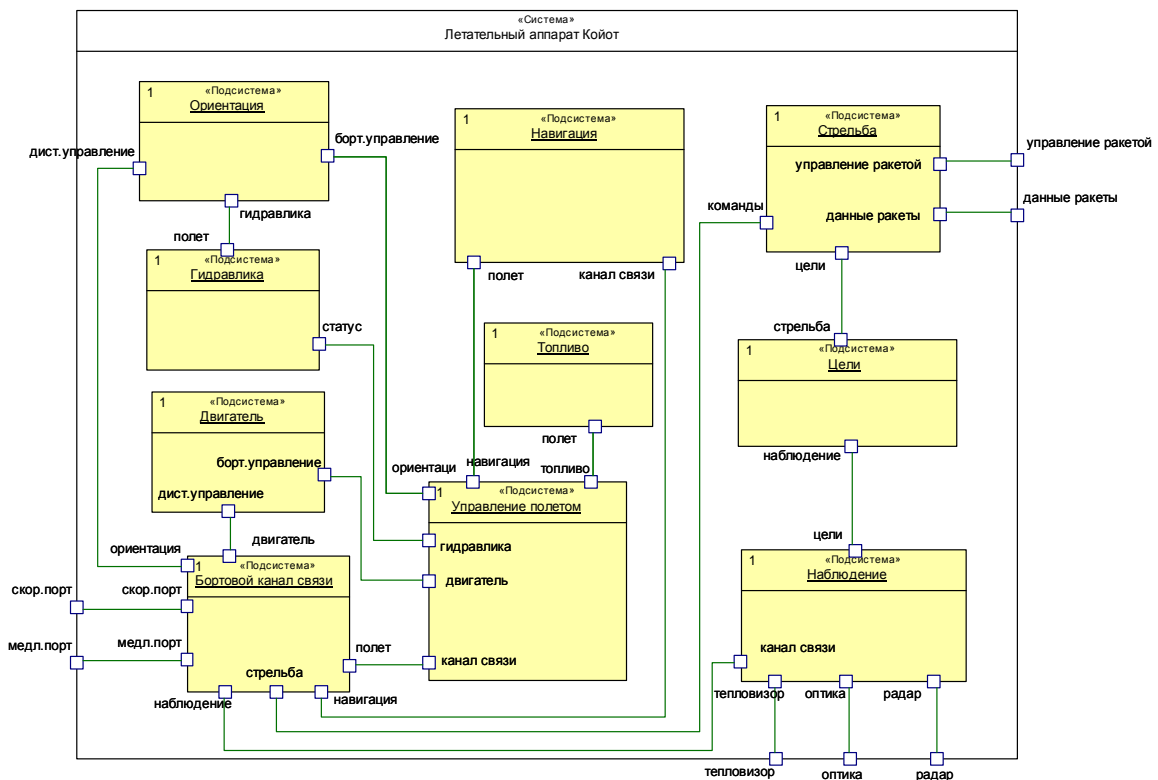 «Система»
Летательный аппарат Койот
1
«Подсистема»
Ориентация
дист.управление
борт.управление
гидравлика
1
«Подсистема»
Навигация
полет
канал связи
1
«Подсистема»
Стрельба
управление ракетой
данные ракеты
команды
цели
управление ракетой
данные ракеты
полет
1
«Подсистема»
Гидравлика
статус
1
«Подсистема»
Топливо
полет
стрельба
1
«Подсистема»
Цели
наблюдение
1
«Подсистема»
Двигатель
борт.управление
дист.управление
ориентаци
навигация
топливо
1
«Подсистема»
Управление полетом
гидравлика
двигатель
канал связи
ориентация
двигатель
1
«Подсистема»
Бортовой канал связи
скор.порт
скор.порт
медл.порт
медл.порт
полет
стрельба
наблюдение
навигация
цели
1
«Подсистема»
Наблюдение
канал связи
тепловизор
оптика
радар
тепловизор
оптика
радар